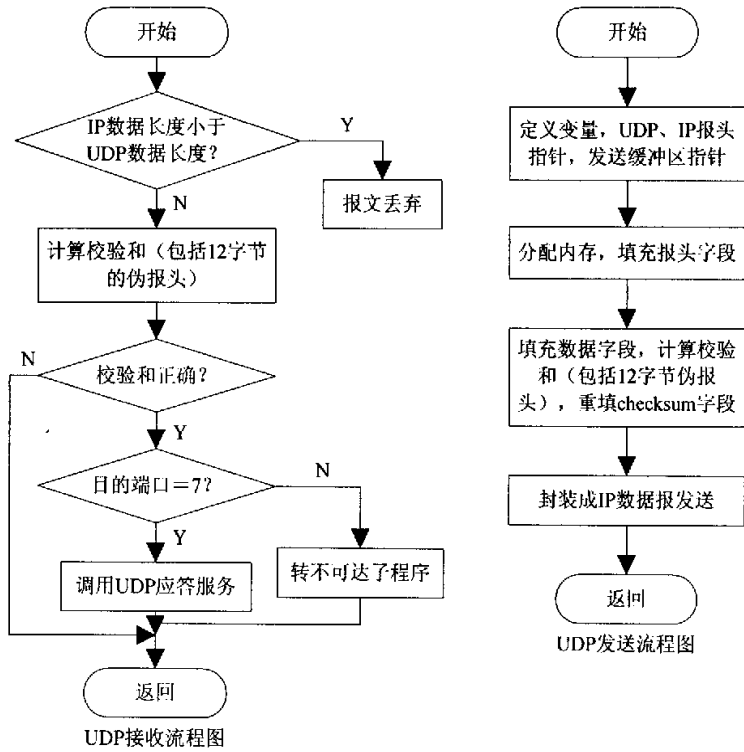 开始
IP数据长度小于
UDP数据长度？
Y
报文丢弃
N
计算校验和（包括12字节
的伪报头）
N
校验和正确？
Y
目的端口＝7？
N
Y
调用UDP应答服务
转不可达了程序
返回
UDP接收流程图
开始
定义变量，UDP、IP报头
指针，发送缓冲区指针
分配内存，填充报头字段
填充数据字段，计算校验
和（包括12字节伪报
头），重填checksum字段
封装成IP数据报发送
返回
UDP发送流程图